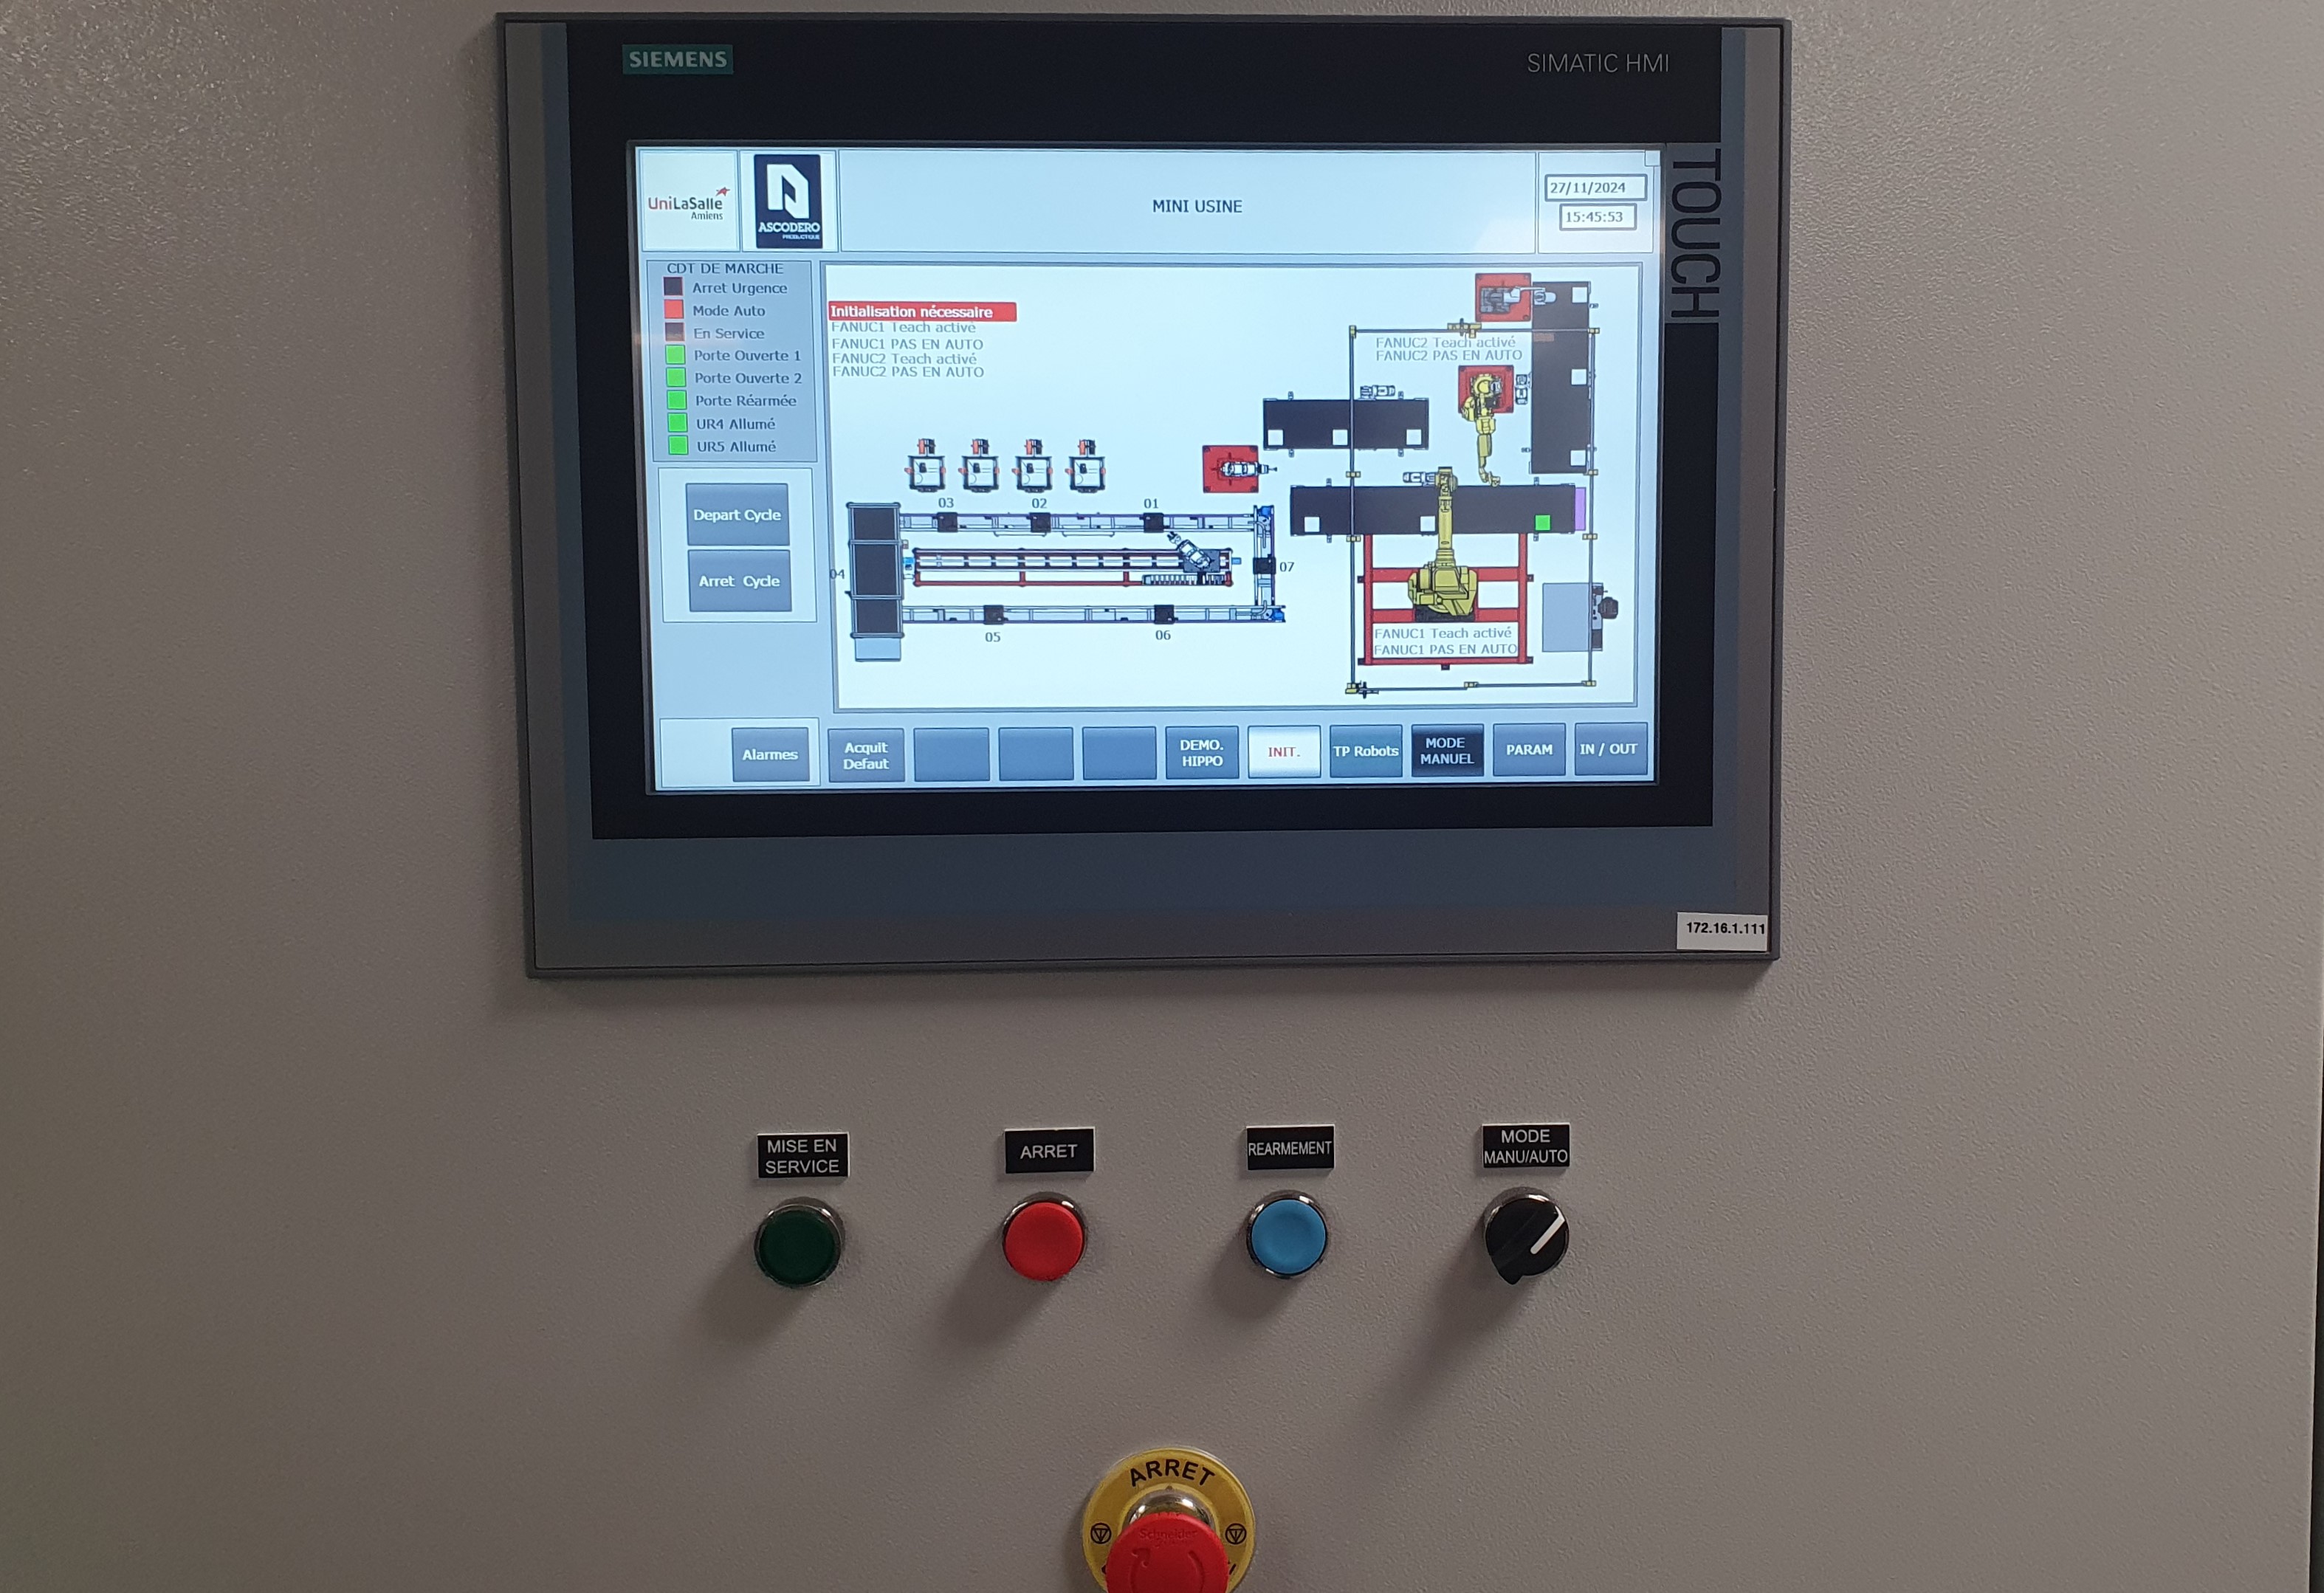 SIEMENS
SIMATIC HMI
TOUCH
UniLaSalle
Amiens
ASCODERO
PRODUCTIQUE
MINI USINE
27/11/2024
15:45:53
CDT DE MARCHE
Arret Urgence
Mode Auto
En Service
Porte Ouverte 1
Porte Ouverte 2
Porte Réarmée
UR4 Allumé
UR5 Allumé
Depart Cycle
Arret Cycle
Initialisation nécessaire
FANUC1 Teach activé
FANUC1 PAS EN AUTO
FANUC2 Teach activé
FANUC2 PAS EN AUTO
FANUC2 Teach activé
FANUC2 PAS EN AUTO
03
02
01
04
07
05
06
FANUC1 Teach activé
FANUC1 PAS EN AUTO
Alarmes
Acquit
Defaut
DEMO.
HIPPO
INIT.
TP Robots
MODE
MANUEL
PARAM
IN / OUT
172.16.1.111
MISE EN
SERVICE
ARRET
REARMEMENT
MODE
MANU/AUTO
ARRET
Schneider